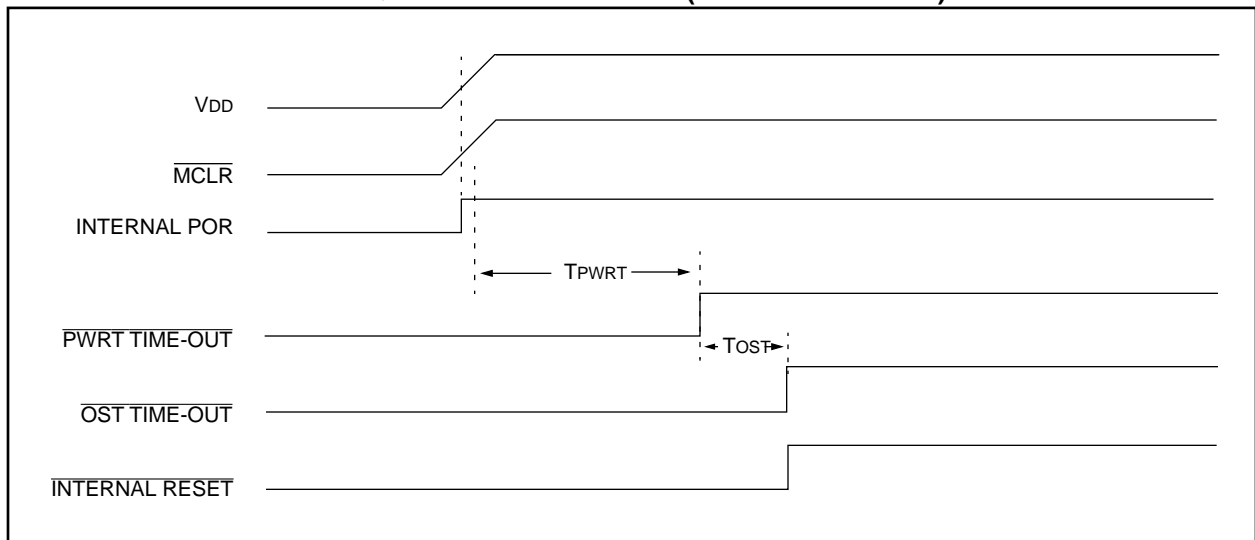 VDD
MCLR
INTERNAL POR
TPWRT
PWRT TIME-OUT
TOST
OST TIME-OUT
INTERNAL RESET